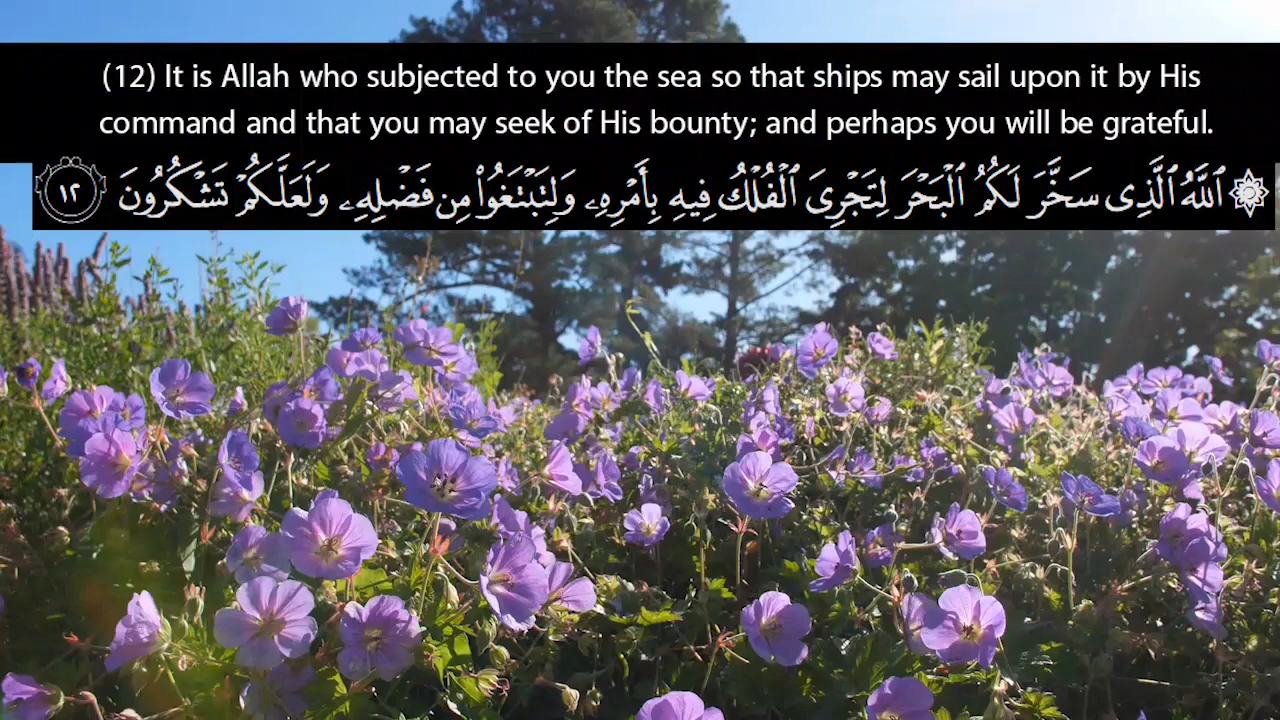 (12) It is Allah who subjected to you the sea so that ships may sail upon it by His
command and that you may seek of His bounty; and perhaps you will be grateful.
۞ ٱللَّهُ ٱلَّذِى سَخَّرَ لَكُمُ ٱلْبَحْرَ لِتَجْرِىَ ٱلْفُلْكُ فِيهِ بِأَمْرِهِۦ وَلِتَبْتَغُوا۟ مِن فَضْلِهِۦ وَلَعَلَّكُمْ تَشْكُرُونَ ١٢